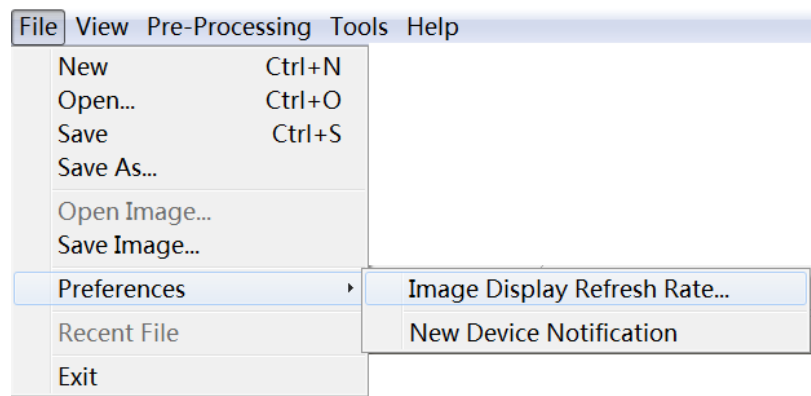 File View Pre-Processing Tools Help
New Ctrl+N
Open... Ctrl+O
Save Ctrl+S
Save As...
Open Image...
Save Image...
Preferences
Image Display Refresh Rate...
Recent File
New Device Notification
Exit